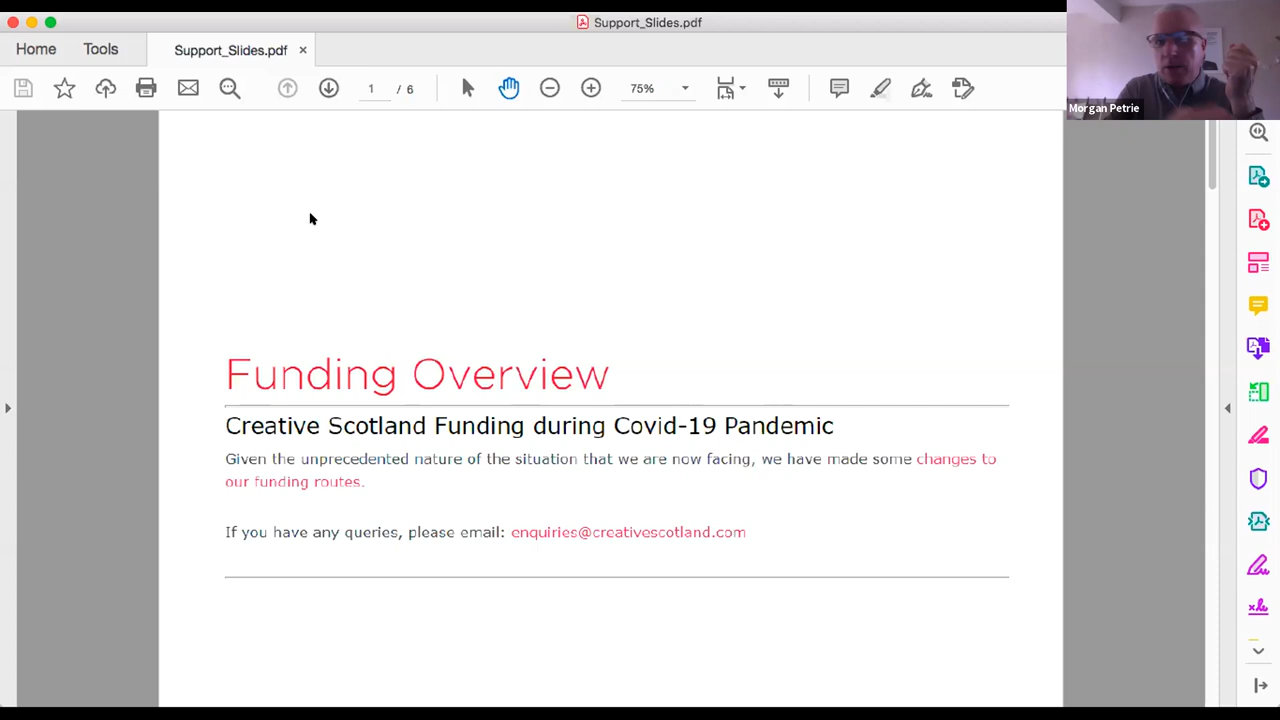 Support_Slides.pdf
Home
Tools
Support_Slides.pdf ×
1 / 6
75%
Morgan Petrie
Funding Overview
Creative Scotland Funding during Covid-19 Pandemic
Given the unprecedented nature of the situation that we are now facing, we have made some changes to
our funding routes.
If you have any queries, please email: enquiries@creativescotland.com